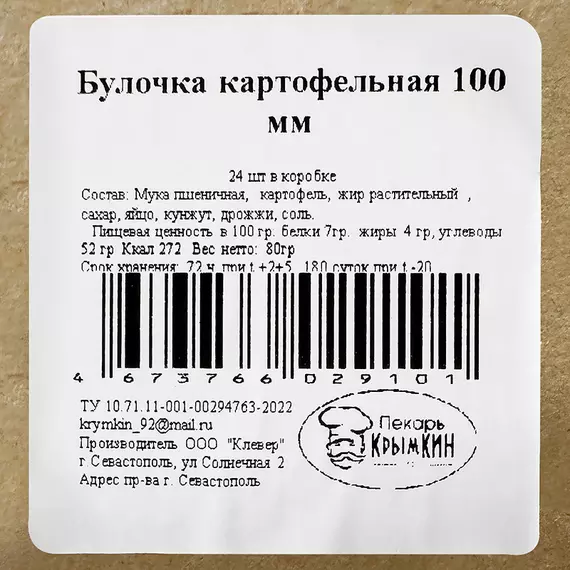 Булочка картофельная 100
мм
24 шт в коробке
Состав: Мука пшеничная, картофель, жир растительный ,
сахар, яйцо, кунжут, дрожжи, соль.
Пищевая ценность в 100 гр. белки 7гр. жиры 4 гр, углеводы
52 гр Ккал 272 Вес нетто: 80гр
Срок хранения: 72 ч при t +2+5 180 суток при t -20
4 673766 029101
ТУ 10.71.11-001-00294763-2022
krymkin_92@mail.ru
Производитель ООО "Клевер"
г. Севастополь, ул Солнечная 2
Адрес пр-ва г. Севастополь
Пекарь
КРЫМКИН